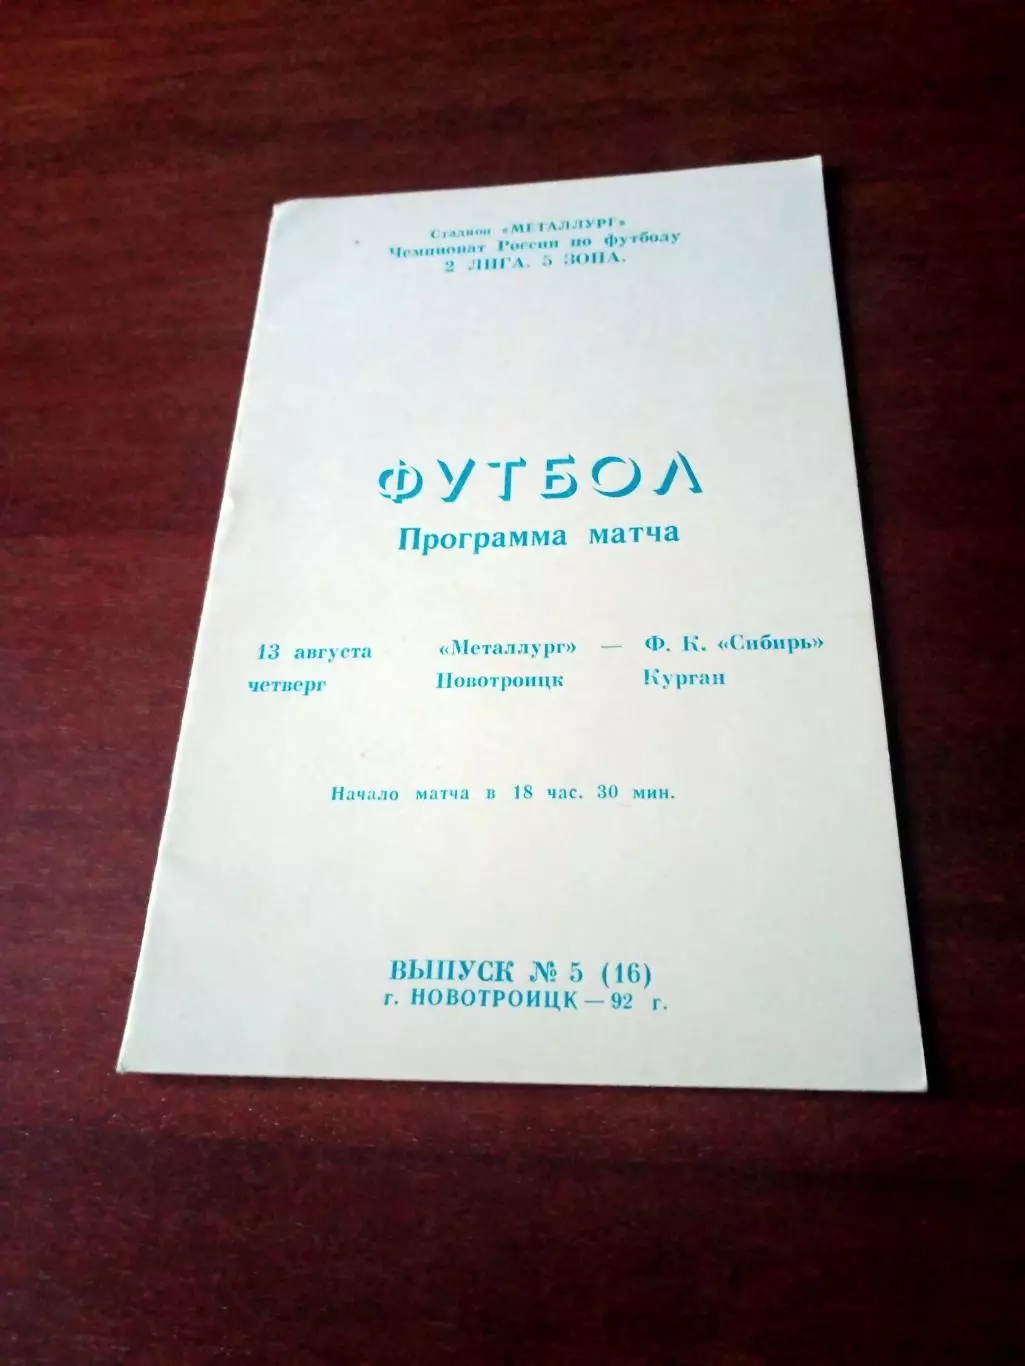 Стадион «МЕТАЛЛУРГ»
Чемпионат России по футболу
2 ЛИГА. 5 ЗОНА.
ФУТБОЛ
Программа матча
13 августа «Металлург» — Ф. К. «Сибирь»
четверг Новотроицк Курган
Начало матча в 18 час. 30 мин.
ВЫПУСК № 5 (16)
г. НОВОТРОИЦК — 92 г.